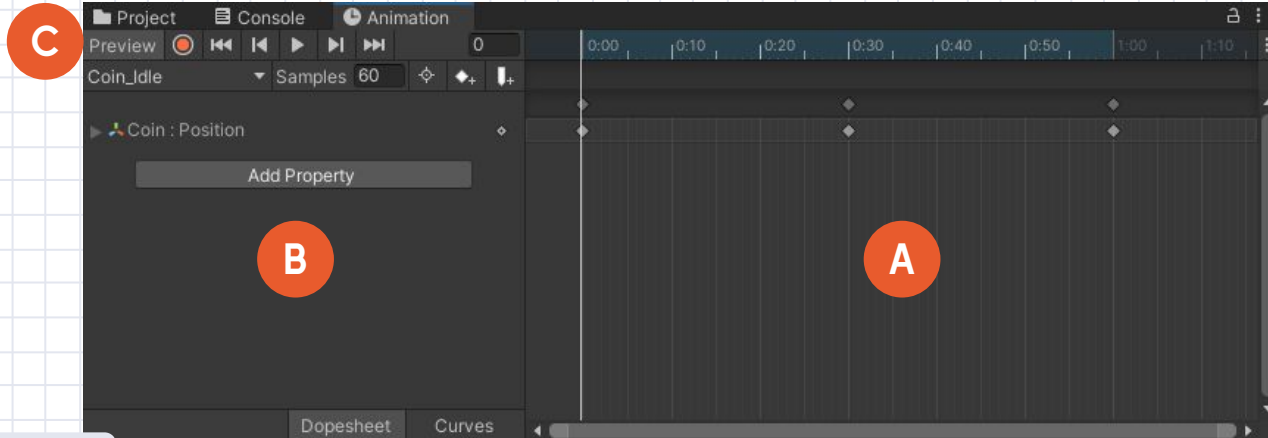 C
Project Console Animation
Preview 0 0:00 0:10 0:20 0:30 0:40 0:50 1:00 1:10
Coin_Idle Samples 60
Coin : Position
Add Property
B A
Dopesheet Curves